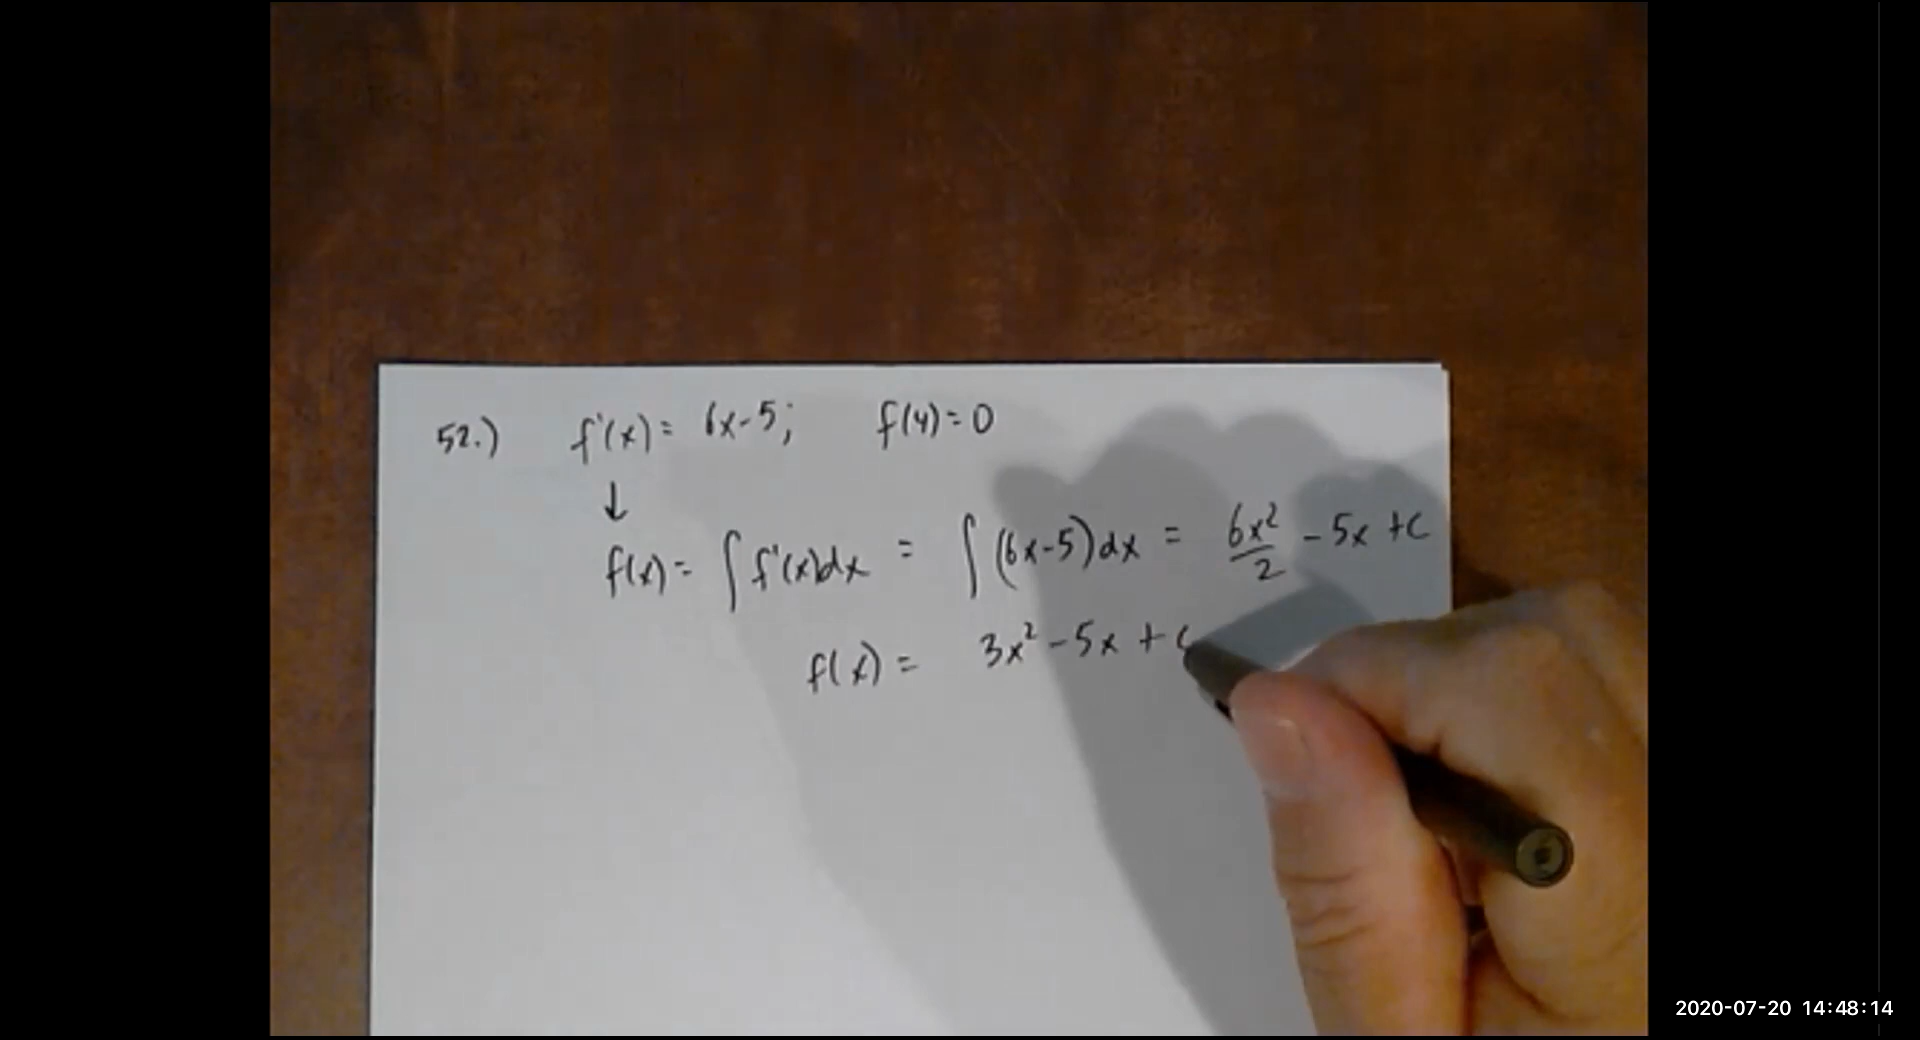 52.) f'(x) = 6x-5; f(4) = 0
↓
f(x) = ∫ f'(x)dx = ∫ (6x-5)dx = 6x²/2 - 5x + C
f(x) = 3x² - 5x + C
2020-07-20 14:48:14